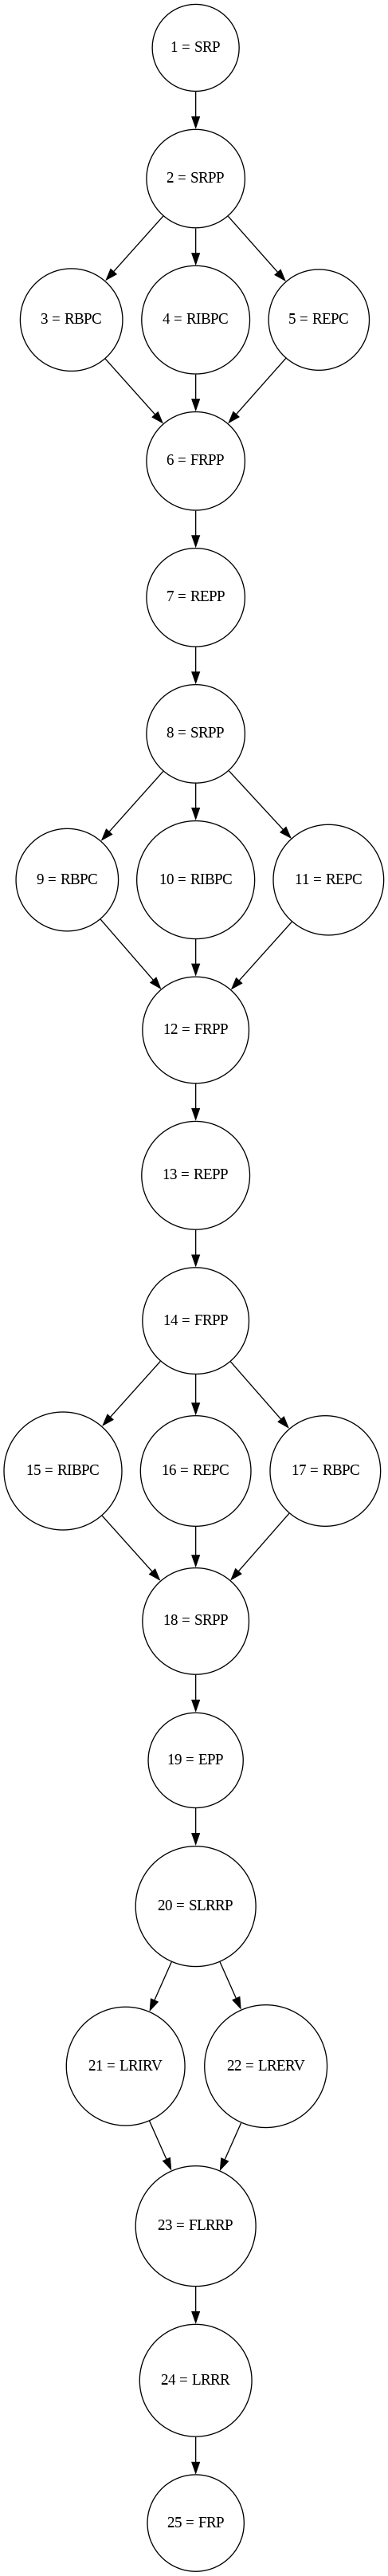 1 = SRP
2 = SRPP
3 = RBPC
4 = RIBPC
5 = REPC
6 = FRPP
7 = REPP
8 = SRPP
9 = RBPC
10 = RIBPC
11 = REPC
12 = FRPP
13 = REPP
14 = FRPP
15 = RIBPC
16 = REPC
17 = RBPC
18 = SRPP
19 = EPP
20 = SLRRP
21 = LRIRV
22 = LRERV
23 = FLRRP
24 = LRRR
25 = FRP